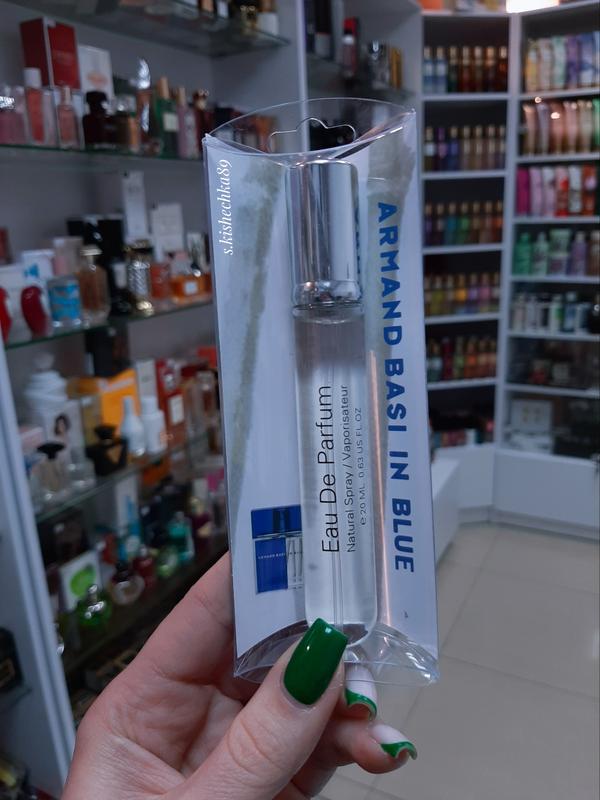 s.kishechka89
ARMAND BASI IN BLUE
Eau De Parfum
Natural Spray / Vaporisateur
e 20 ML. 0.63 US FL. OZ